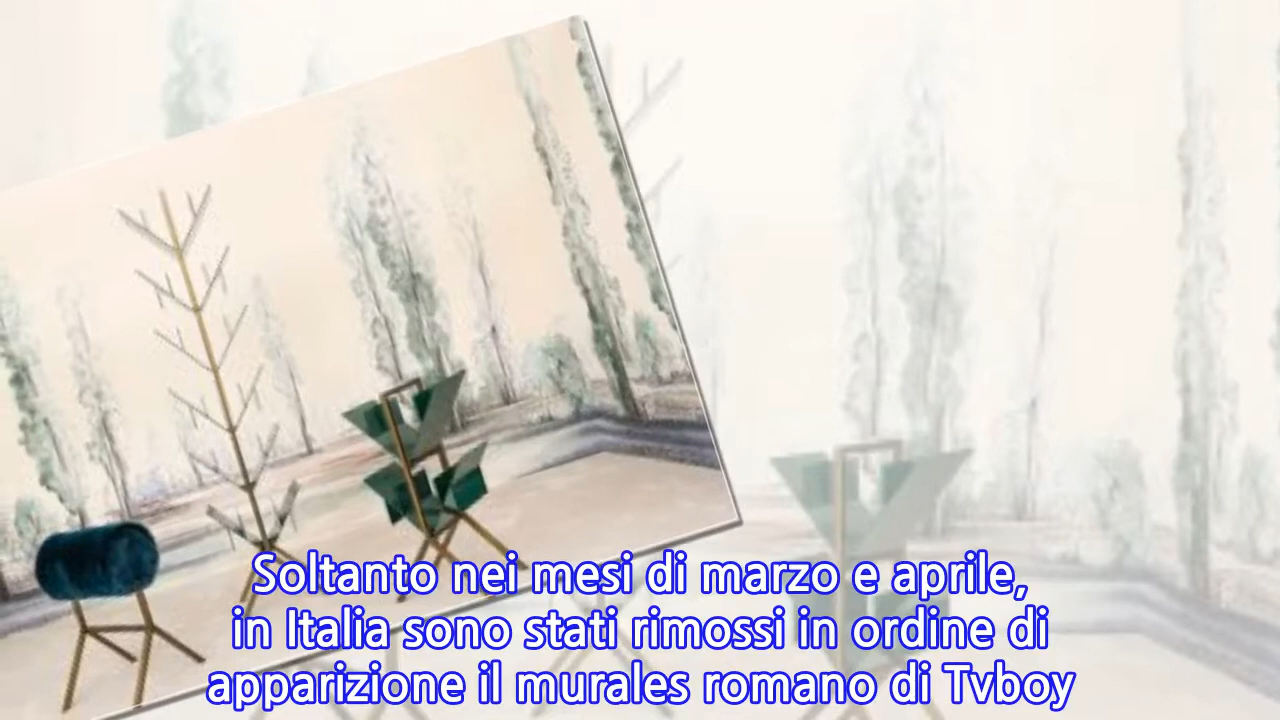 Soltanto nei mesi di marzo e aprile,
in Italia sono stati rimossi in ordine di
apparizione il murales romano di Tvboy